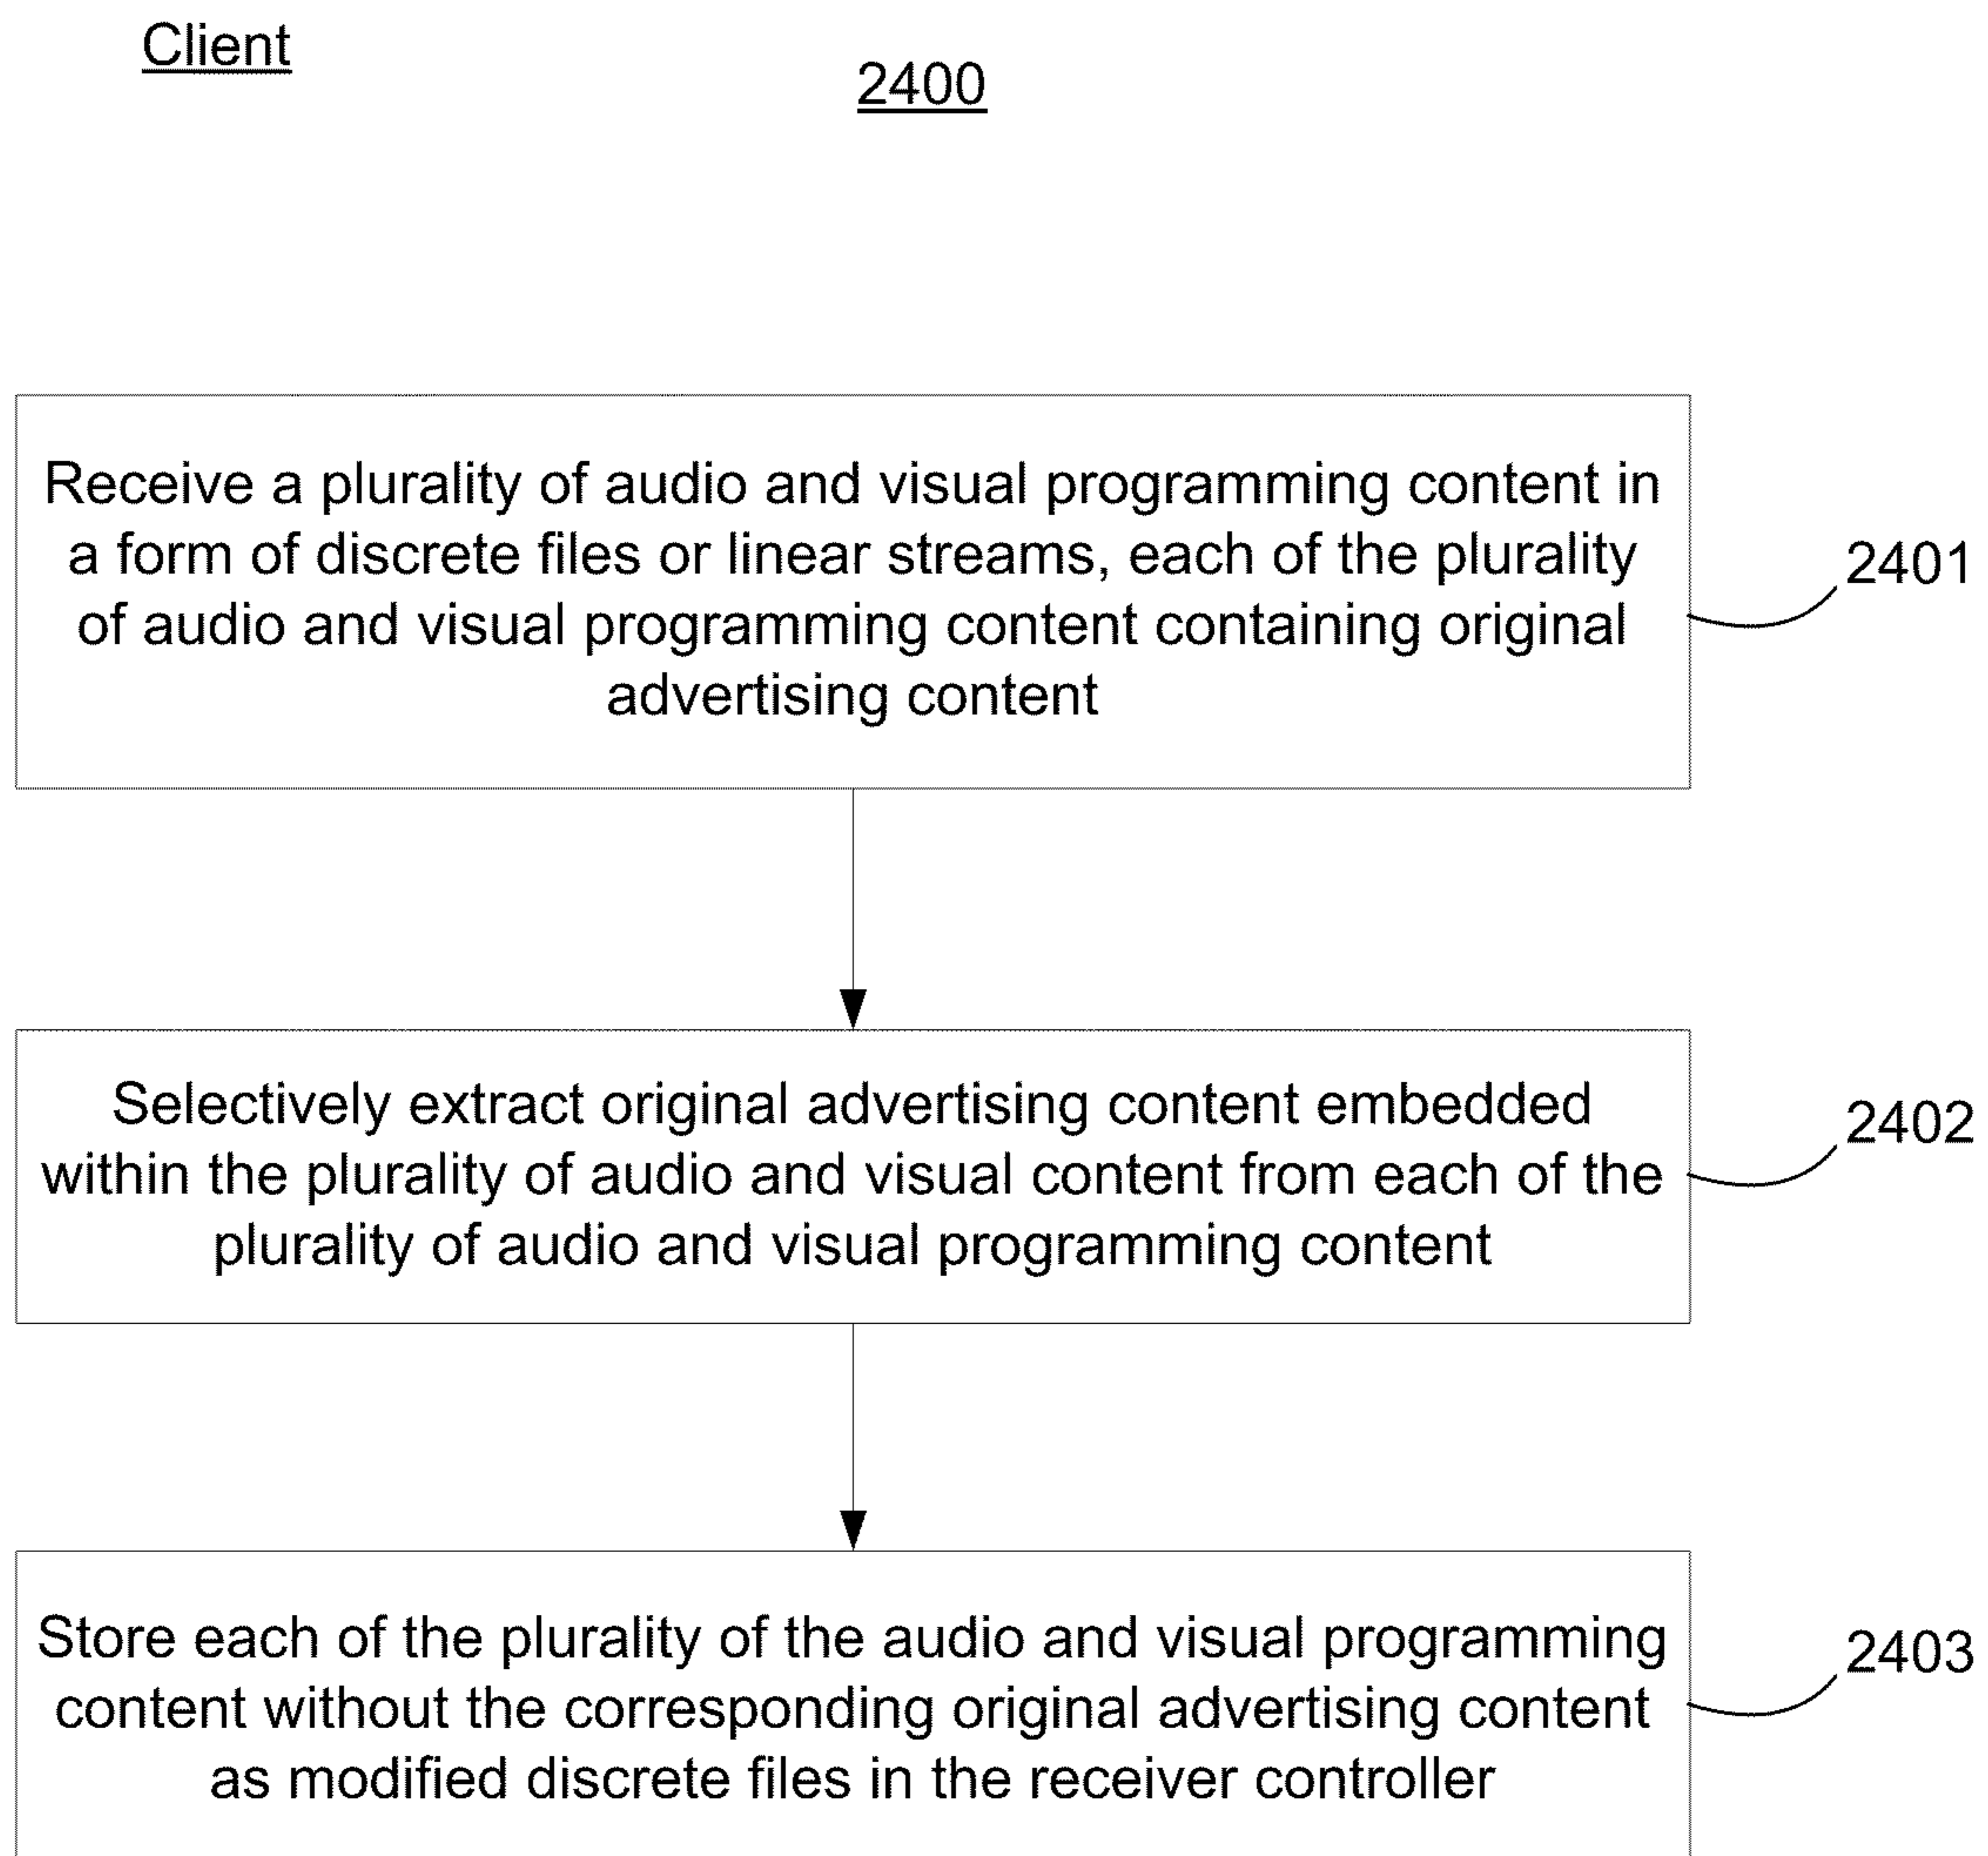 Client
2400
Receive a plurality of audio and visual programming content in
a form of discrete files or linear streams, each of the plurality
of audio and visual programming content containing original
advertising content
2401
Selectively extract original advertising content embedded
within the plurality of audio and visual content from each of the
plurality of audio and visual programming content
2402
Store each of the plurality of the audio and visual programming
content without the corresponding original advertising content
as modified discrete files in the receiver controller
2403